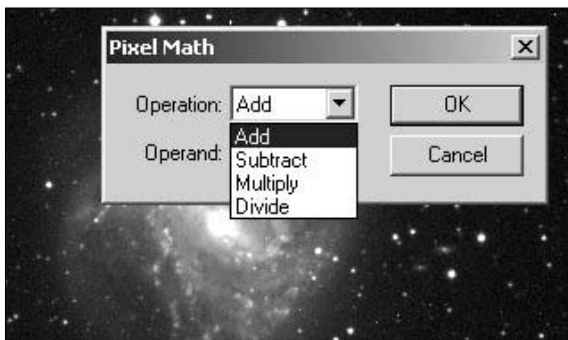 Pixel Math
Operation: Add OK
Add
Operand: Subtract Cancel
Multiply
Divide